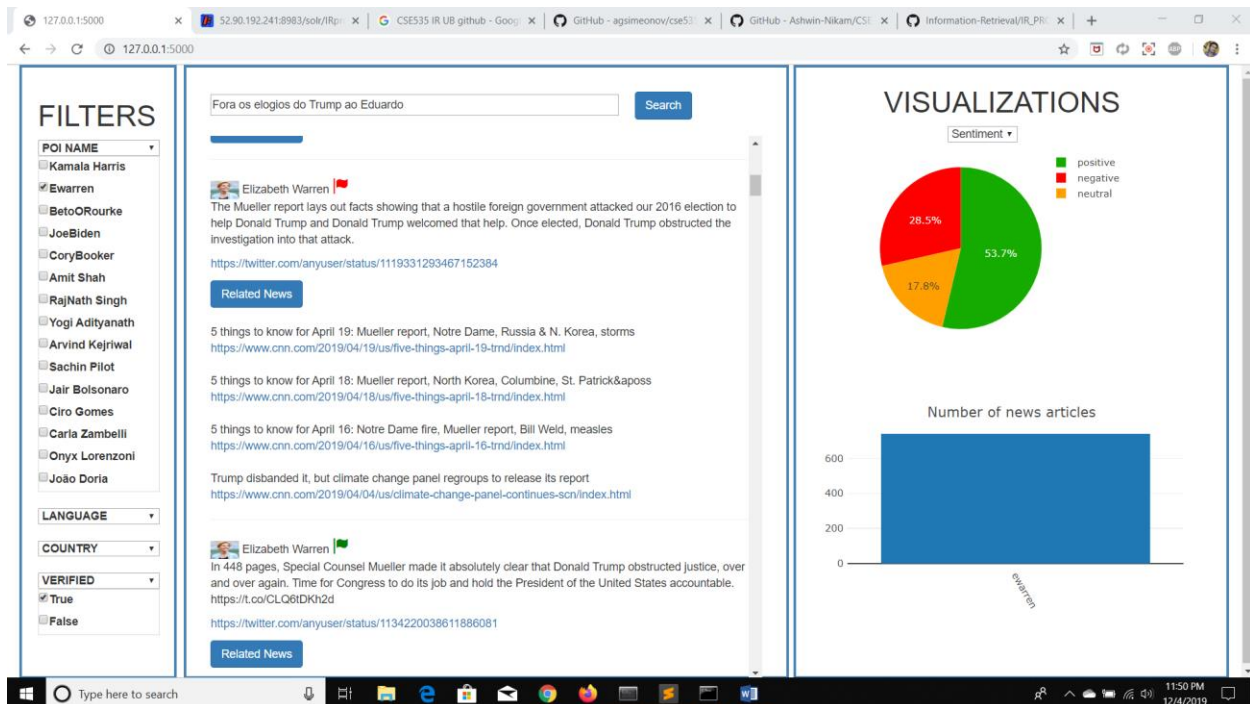 127.0.0.1:5000
52.90.192.241:8983/solr/IRpr
CSE535 IR UB github - Goog
GitHub - agsimeonov/cse53
GitHub - Ashwin-Nikam/CSE
Information-Retrieval/IR_PR
127.0.0.1:5000
FILTERS
POI NAME
Kamala Harris
Ewarren
BetoORourke
JoeBiden
CoryBooker
Amit Shah
RajNath Singh
Yogi Adityanath
Arvind Kejriwal
Sachin Pilot
Jair Bolsonaro
Ciro Gomes
Carla Zambelli
Onyx Lorenzoni
João Doria
LANGUAGE
COUNTRY
VERIFIED
True
False
Fora os elogios do Trump ao Eduardo
Search
Elizabeth Warren
The Mueller report lays out facts showing that a hostile foreign government attacked our 2016 election to
help Donald Trump and Donald Trump welcomed that help. Once elected, Donald Trump obstructed the
investigation into that attack.
https://twitter.com/anyuser/status/1119331293467152384
Related News
5 things to know for April 19: Mueller report, Notre Dame, Russia & N. Korea, storms
https://www.cnn.com/2019/04/19/us/five-things-april-19-trnd/index.html
5 things to know for April 18: Mueller report, North Korea, Columbine, St. Patrick&aposs
https://www.cnn.com/2019/04/18/us/five-things-april-18-trnd/index.html
5 things to know for April 16: Notre Dame fire, Mueller report, Bill Weld, measles
https://www.cnn.com/2019/04/16/us/five-things-april-16-trnd/index.html
Trump disbanded it, but climate change panel regroups to release its report
https://www.cnn.com/2019/04/04/us/climate-change-panel-continues-scn/index.html
Elizabeth Warren
In 448 pages, Special Counsel Mueller made it absolutely clear that Donald Trump obstructed justice, over
and over again. Time for Congress to do its job and hold the President of the United States accountable.
https://t.co/CLQ6tDKh2d
https://twitter.com/anyuser/status/1134220038611886081
Related News
VISUALIZATIONS
Sentiment
positive
negative
neutral
28.5%
53.7%
17.8%
Number of news articles
600
400
200
0
ewarren
Type here to search
11:50 PM
12/4/2019